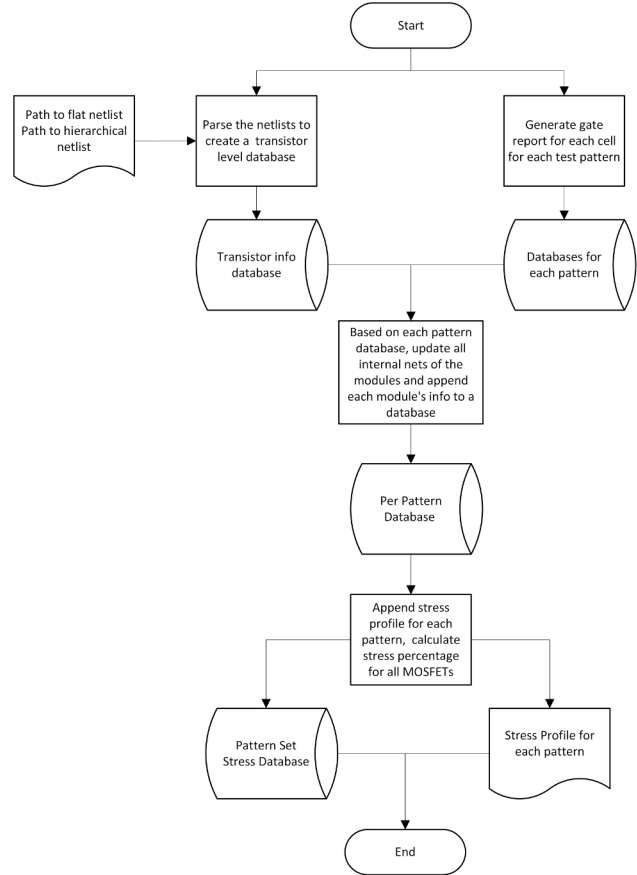 Start
Path to flat netlist
Path to hierarchical
netlist
Parse the netlists to
create a transistor
level database
Generate gate
report for each cell
for each test pattern
Transistor info
database
Databases for
each pattern
Based on each pattern
database, update all
internal nets of the
modules and append
each module's info to a
database
Per Pattern
Database
Append stress
profile for each
pattern, calculate
stress percentage
for all MOSFETs
Pattern Set
Stress Database
Stress Profile for
each pattern
End